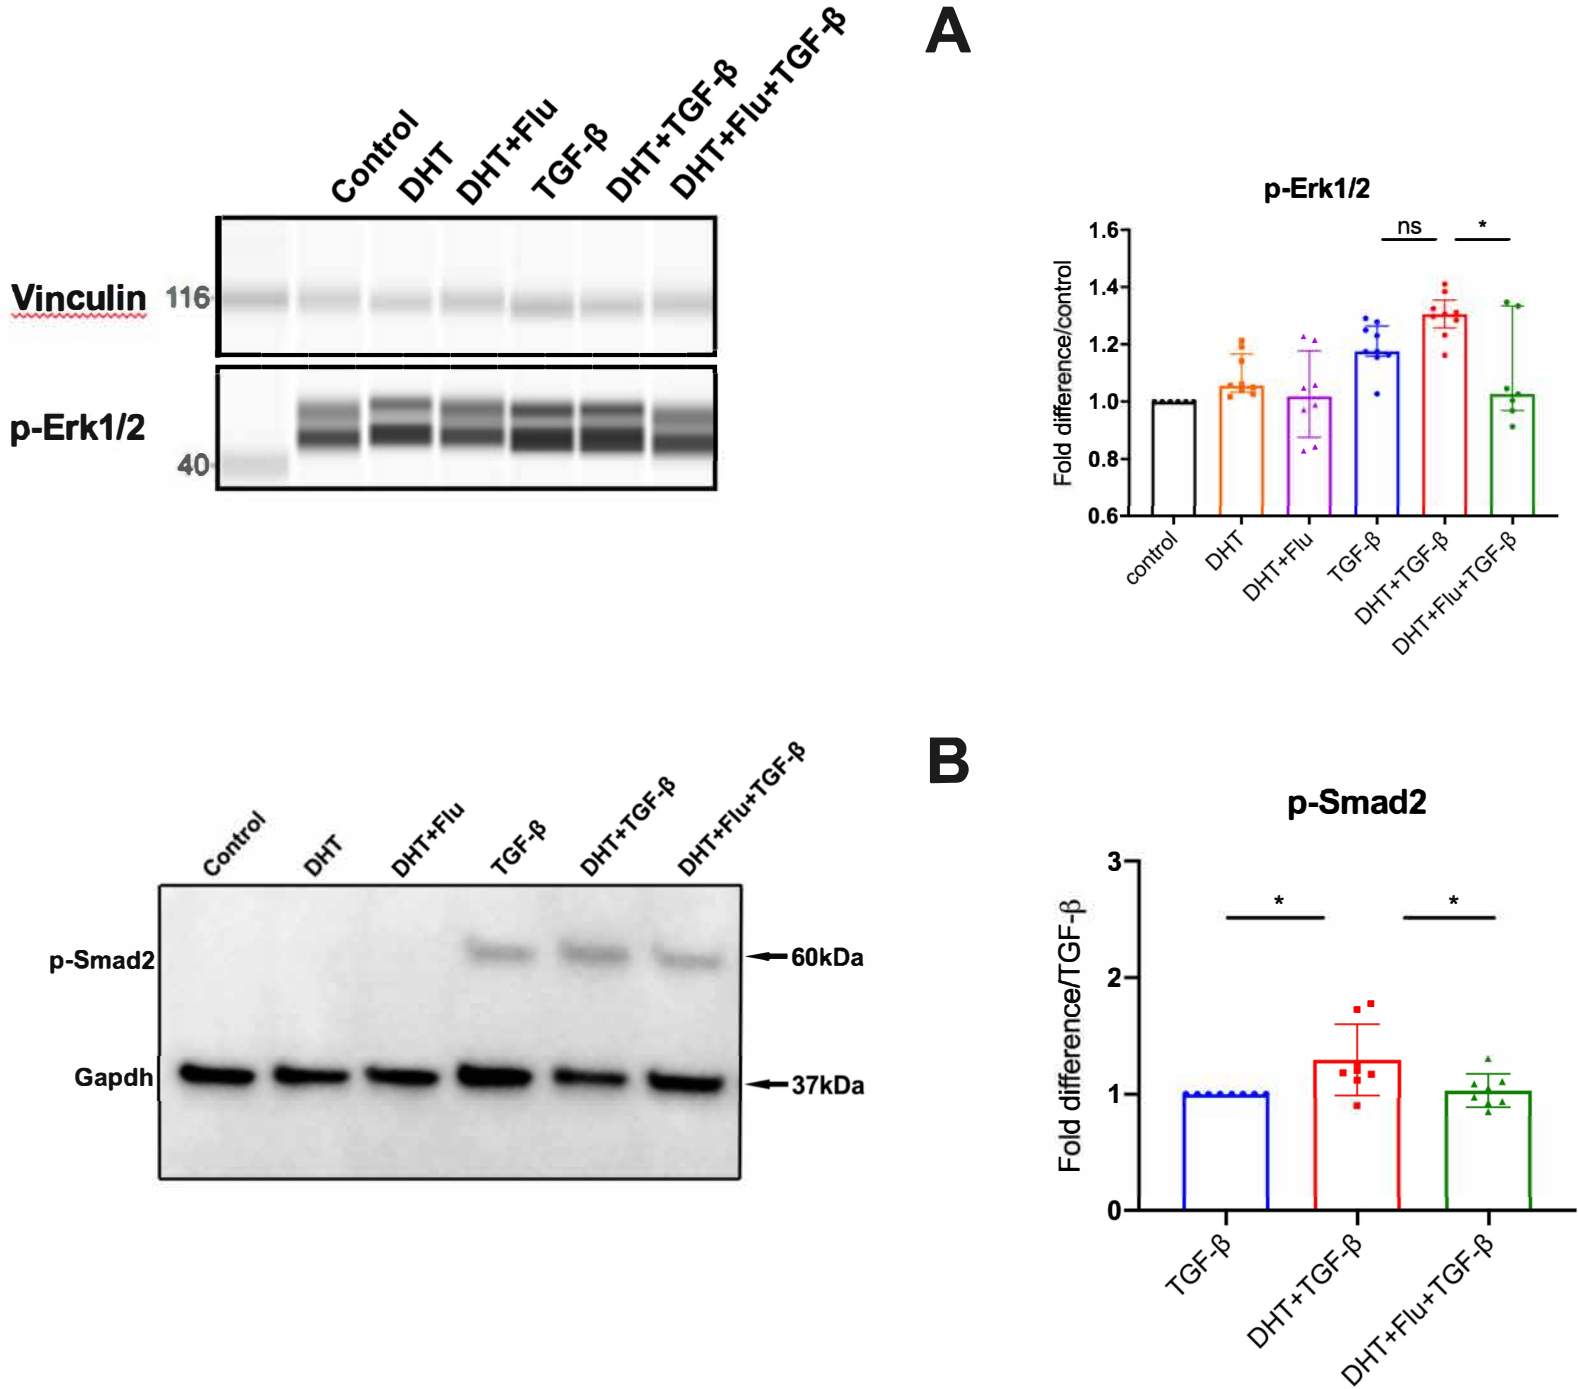 A
Control
DHT
DHT+Flu
TGF-β
DHT+TGF-β
DHT+Flu+TGF-β
Vinculin
116
p-Erk1/2
40
p-Erk1/2
ns
*
Fold difference/control
1.6
1.4
1.2
1.0
0.8
0.6
control
DHT
DHT+Flu
TGF-β
DHT+TGF-β
DHT+Flu+TGF-β
B
Control
DHT
DHT+Flu
TGF-β
DHT+TGF-β
DHT+Flu+TGF-β
p-Smad2
60kDa
Gapdh
37kDa
p-Smad2
*
*
Fold difference/TGF-β
3
2
1
0
TGF-β
DHT+TGF-β
DHT+Flu+TGF-β